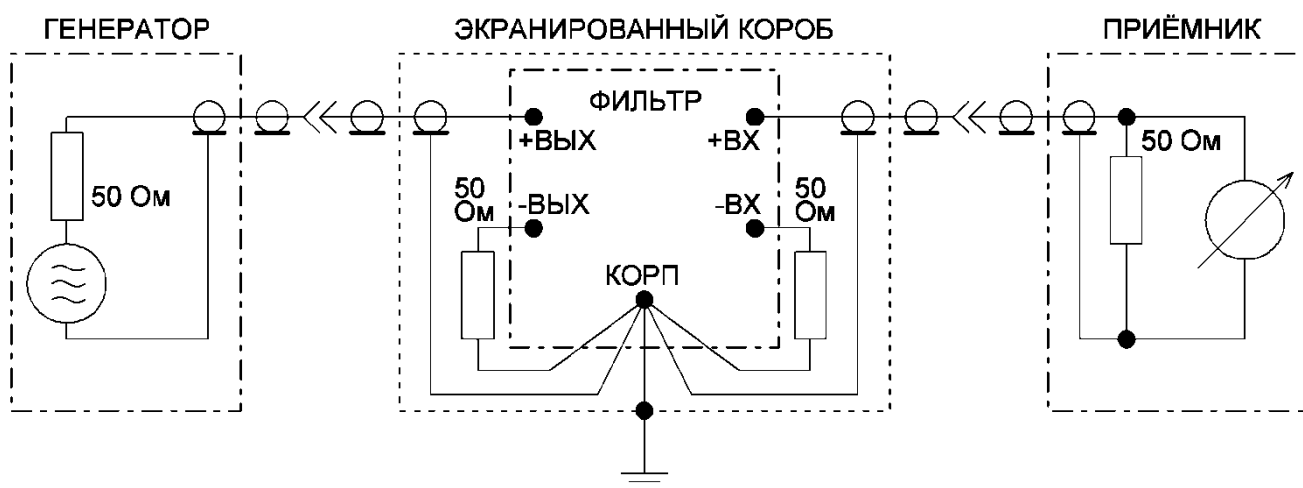 ГЕНЕРАТОР
ЭКРАНИРОВАННЫЙ КОРОБ
ПРИЁМНИК
ФИЛЬТР
+ВЫХ
+ВХ
50 Ом
50 Ом
50
Ом
-ВЫХ
-ВХ
50
Ом
КОРП